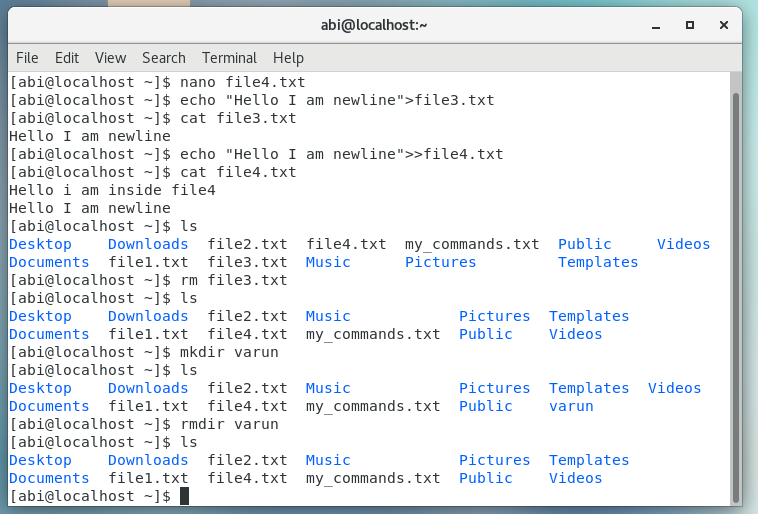 abi@localhost:~
File Edit View Search Terminal Help
[abi@localhost ~]$ nano file4.txt
[abi@localhost ~]$ echo "Hello I am newline">file3.txt
[abi@localhost ~]$ cat file3.txt
Hello I am newline
[abi@localhost ~]$ echo "Hello I am newline">>file4.txt
[abi@localhost ~]$ cat file4.txt
Hello i am inside file4
Hello I am newline
[abi@localhost ~]$ ls
Desktop    Downloads  file2.txt  file4.txt  my_commands.txt  Public     Videos
Documents  file1.txt  file3.txt  Music      Pictures         Templates
[abi@localhost ~]$ rm file3.txt
[abi@localhost ~]$ ls
Desktop    Downloads  file2.txt  Music            Pictures  Templates
Documents  file1.txt  file4.txt  my_commands.txt  Public    Videos
[abi@localhost ~]$ mkdir varun
[abi@localhost ~]$ ls
Desktop    Downloads  file2.txt  Music            Pictures  Templates  Videos
Documents  file1.txt  file4.txt  my_commands.txt  Public    varun
[abi@localhost ~]$ rmdir varun
[abi@localhost ~]$ ls
Desktop    Downloads  file2.txt  Music            Pictures  Templates
Documents  file1.txt  file4.txt  my_commands.txt  Public    Videos
[abi@localhost ~]$